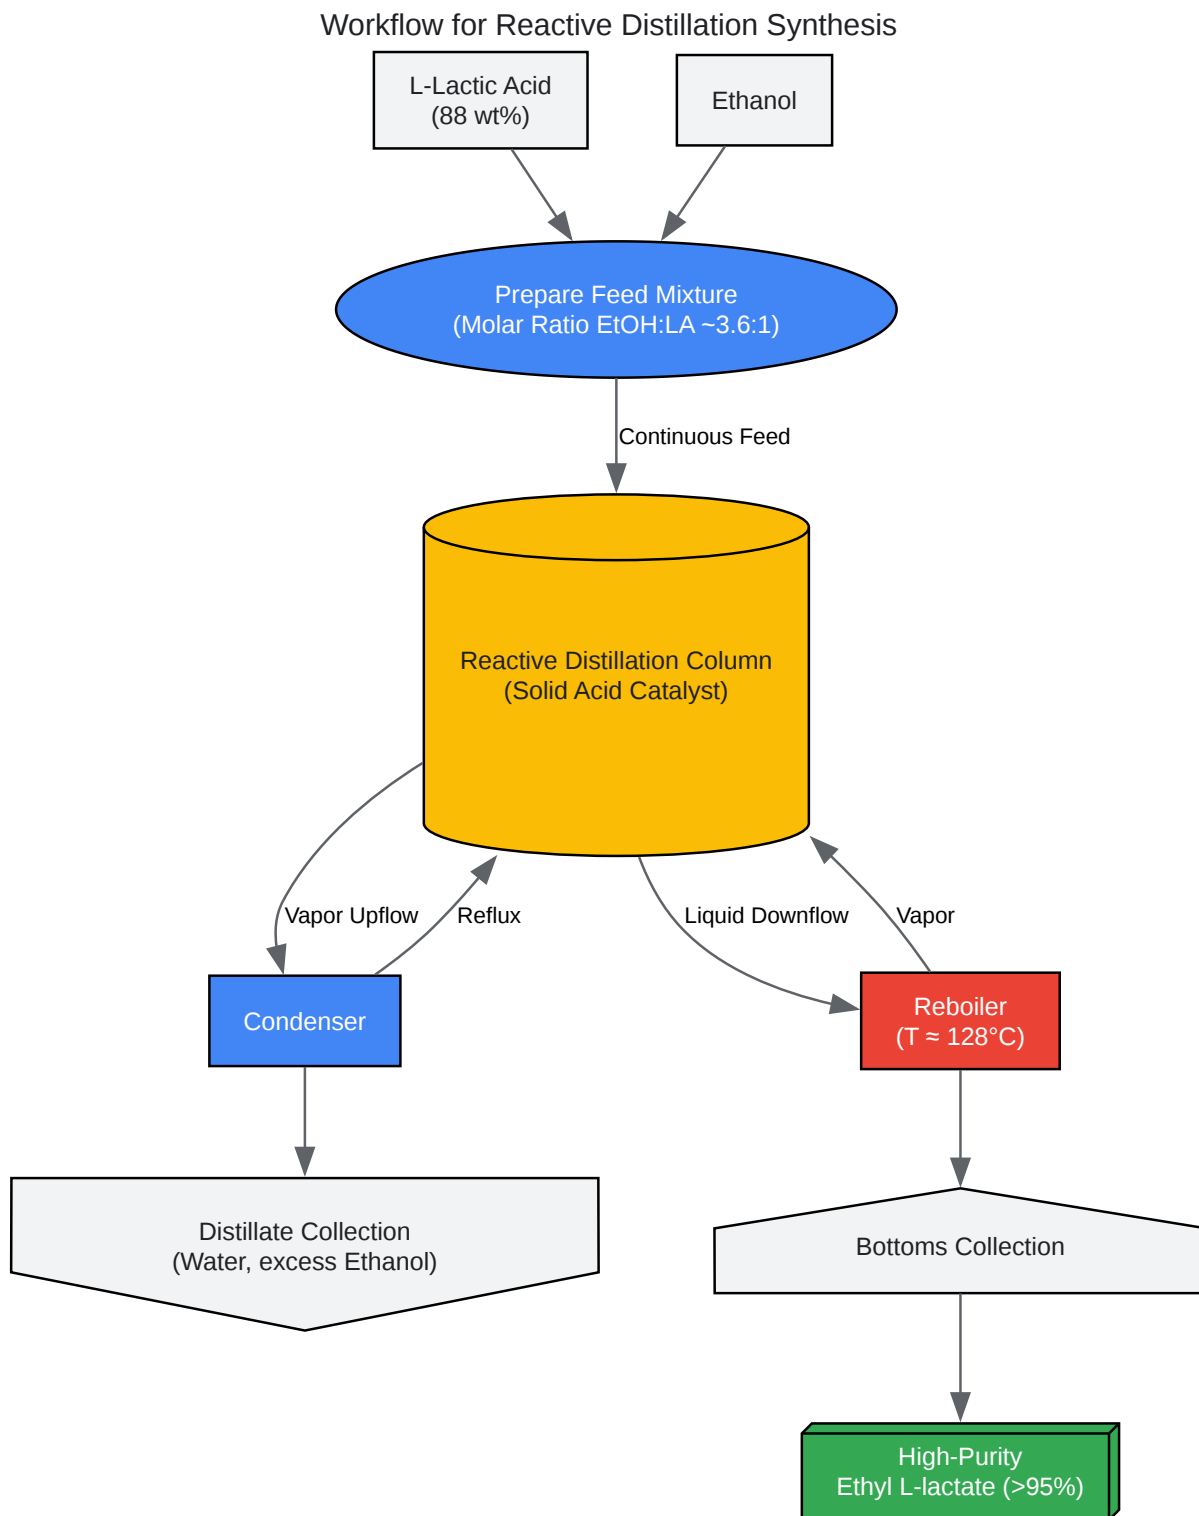 Workflow for Reactive Distillation Synthesis
L-Lactic Acid
(88 wt%)
Ethanol
Prepare Feed Mixture
(Molar Ratio EtOH:LA ~3.6:1)
Continuous Feed
Reactive Distillation Column
(Solid Acid Catalyst)
Vapor Upflow
Reflux
Liquid Downflow
Vapor
Condenser
Reboiler
(T ≈ 128°C)
Distillate Collection
(Water, excess Ethanol)
Bottoms Collection
High-Purity
Ethyl L-lactate (>95%)